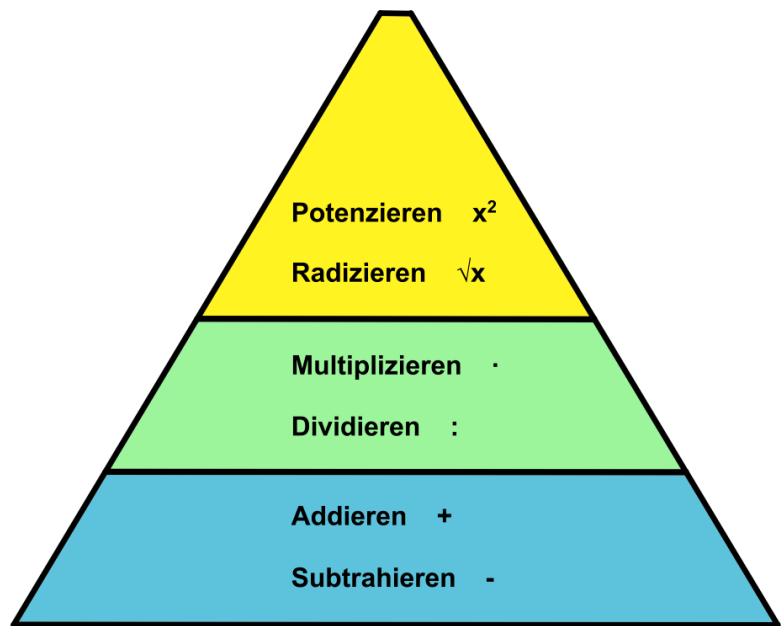 Potenzieren x²
Radizieren √x
Multiplizieren ·
Dividieren :
Addieren +
Subtrahieren -